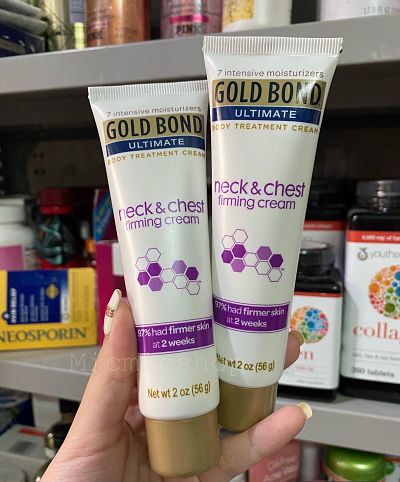 PINK
7 intensive moisturizers
GOLD BOND
ULTIMATE
BODY TREATMENT CREAM
neck & chest
firming cream
97% had firmer skin
at 2 weeks
Net wt 2 oz (56 g)
7 intensive moisturizers
GOLD BOND
ULTIMATE
BODY TREATMENT CREAM
neck & chest
firming cream
97% had firmer skin
at 2 weeks
Net wt 2 oz (56 g)
NEOSPORIN
youtheory
collagen
390 tablets